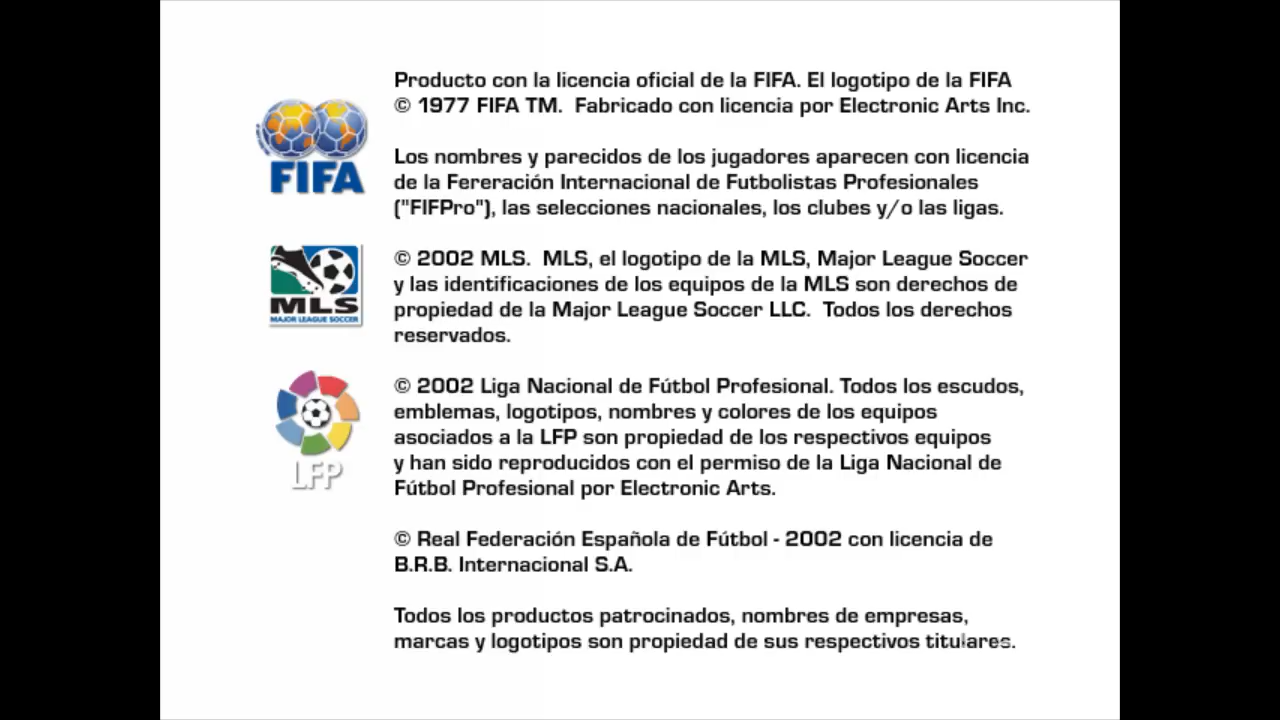 Producto con la licencia oficial de la FIFA. El logotipo de la FIFA
© 1977 FIFA TM.  Fabricado con licencia por Electronic Arts Inc.
FIFA
Los nombres y parecidos de los jugadores aparecen con licencia
de la Fereración Internacional de Futbolistas Profesionales
("FIFPro"), las selecciones nacionales, los clubes y/o las ligas.
MLS
MAJOR LEAGUE SOCCER
© 2002 MLS.  MLS, el logotipo de la MLS, Major League Soccer
y las identificaciones de los equipos de la MLS son derechos de
propiedad de la Major League Soccer LLC.  Todos los derechos
reservados.
LFP
© 2002 Liga Nacional de Fútbol Profesional. Todos los escudos,
emblemas, logotipos, nombres y colores de los equipos
asociados a la LFP son propiedad de los respectivos equipos
y han sido reproducidos con el permiso de la Liga Nacional de
Fútbol Profesional por Electronic Arts.
© Real Federación Española de Fútbol - 2002 con licencia de
B.R.B. Internacional S.A.
Todos los productos patrocinados, nombres de empresas,
marcas y logotipos son propiedad de sus respectivos titulares.